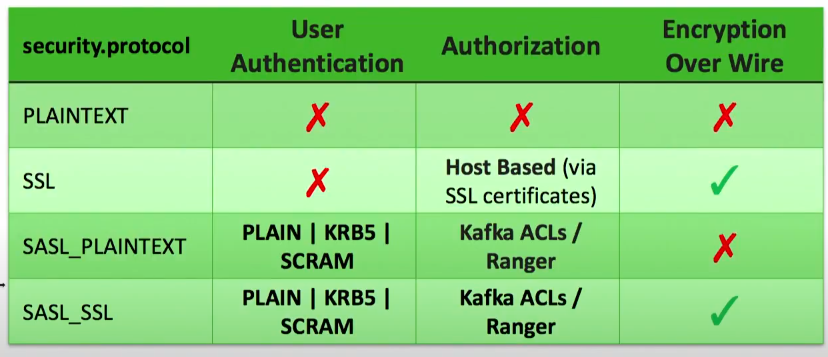 security.protocol
User
Authentication
Authorization
Encryption
Over Wire
PLAINTEXT
✗
✗
✗
SSL
✗
Host Based (via
SSL certificates)
✓
SASL_PLAINTEXT
PLAIN | KRB5 |
SCRAM
Kafka ACLs /
Ranger
✗
SASL_SSL
PLAIN | KRB5 |
SCRAM
Kafka ACLs /
Ranger
✓